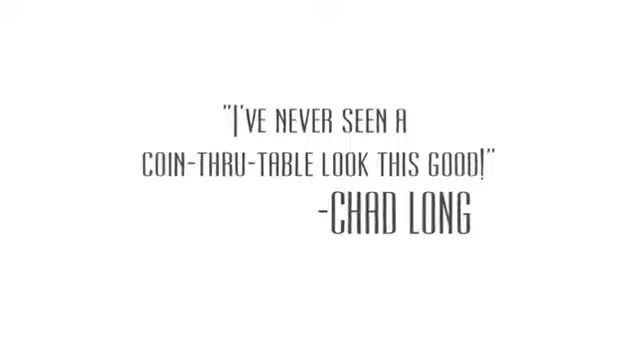 "I'VE NEVER SEEN A
COIN-THRU-TABLE LOOK THIS GOOD!"
-CHAD LONG